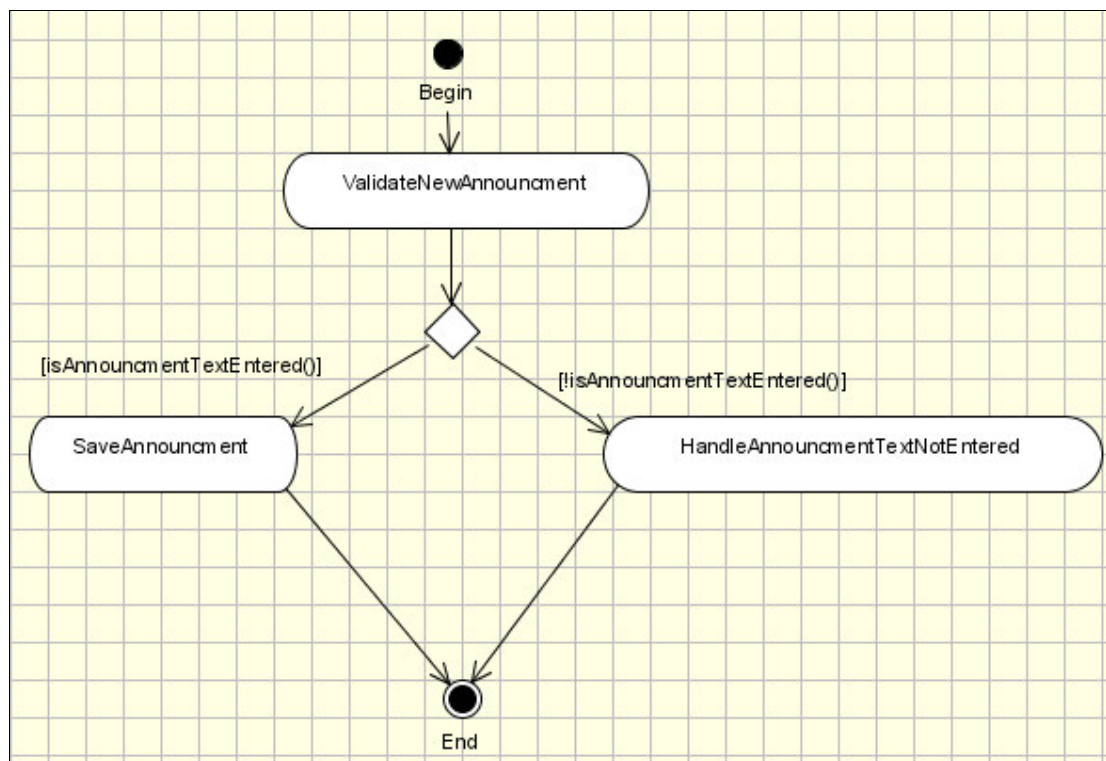 Begin
ValidateNewAnnouncment
[isAnnouncmentTextEntered()]
[!isAnnouncmentTextEntered()]
SaveAnnouncment
HandleAnnouncmentTextNotEntered
End